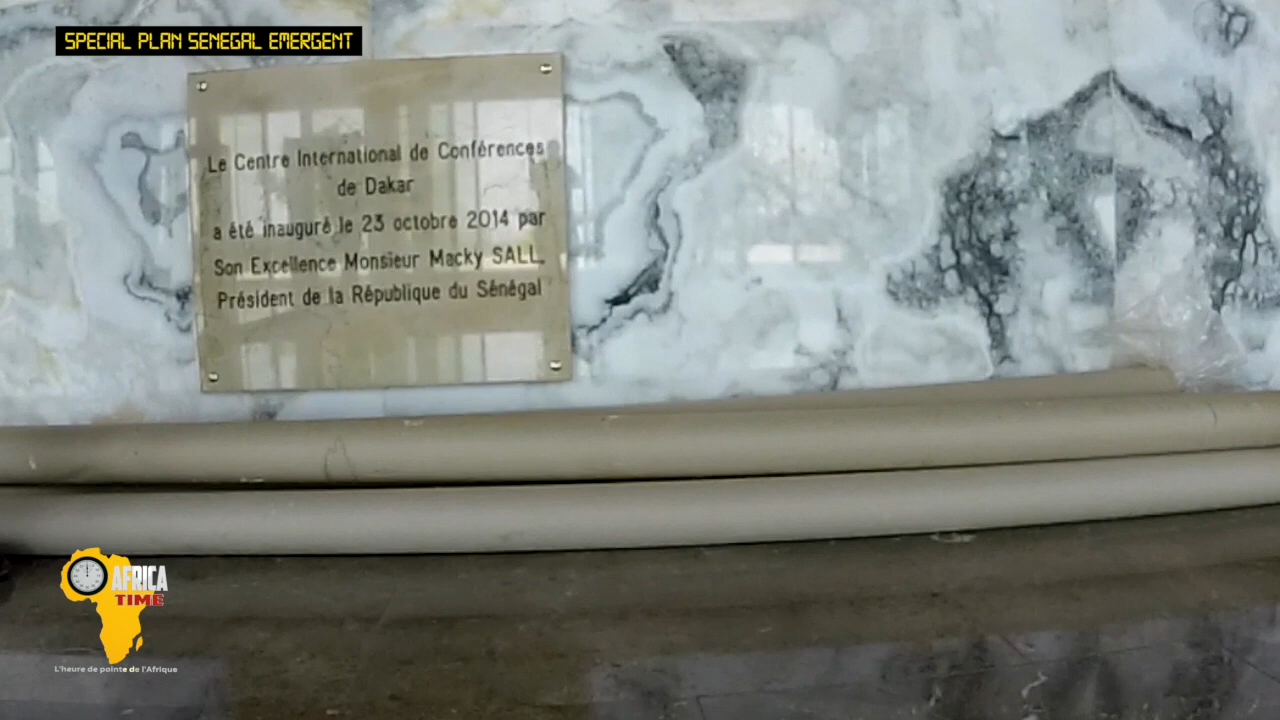 SPECIAL PLAN SENEGAL EMERGENT
Le Centre International de Conférences
de Dakar
a été inauguré le 23 octobre 2014 par
Son Excellence Monsieur Macky SALL,
Président de la République du Sénégal
AFRICA
TIME
L'heure de pointe de l'Afrique